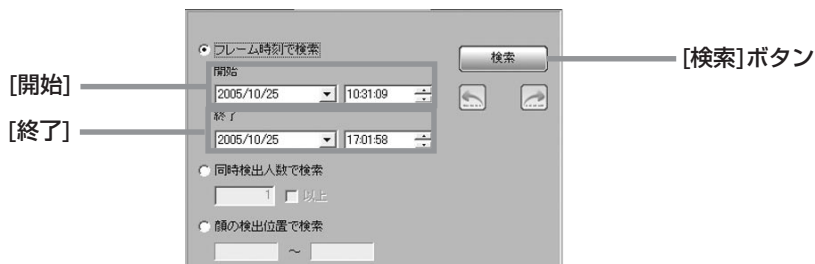 フレーム時刻で検索
検索
[検索]ボタン
開始
[開始]
2005/10/25 10:31:09
終了
[終了]
2005/10/25 17:01:58
同時検出人数で検索
1 以上
顔の検出位置で検索
～